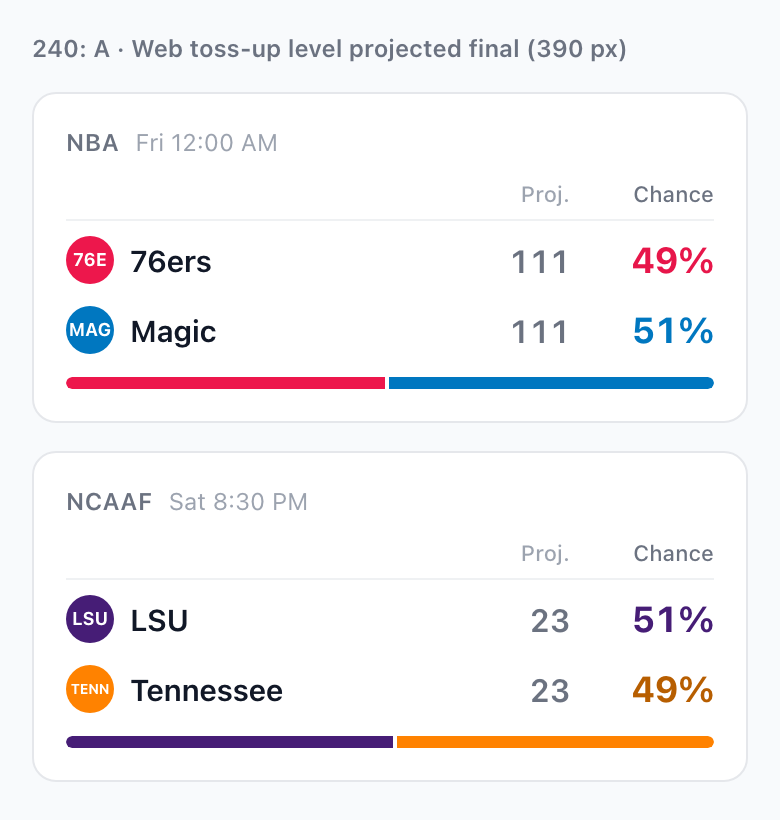 240: A · Web toss-up level projected final (390 px)
NBA Fri 12:00 AM
Proj. Chance
76E 76ers 111 49%
MAG Magic 111 51%
NCAAF Sat 8:30 PM
Proj. Chance
LSU LSU 23 51%
TENN Tennessee 23 49%